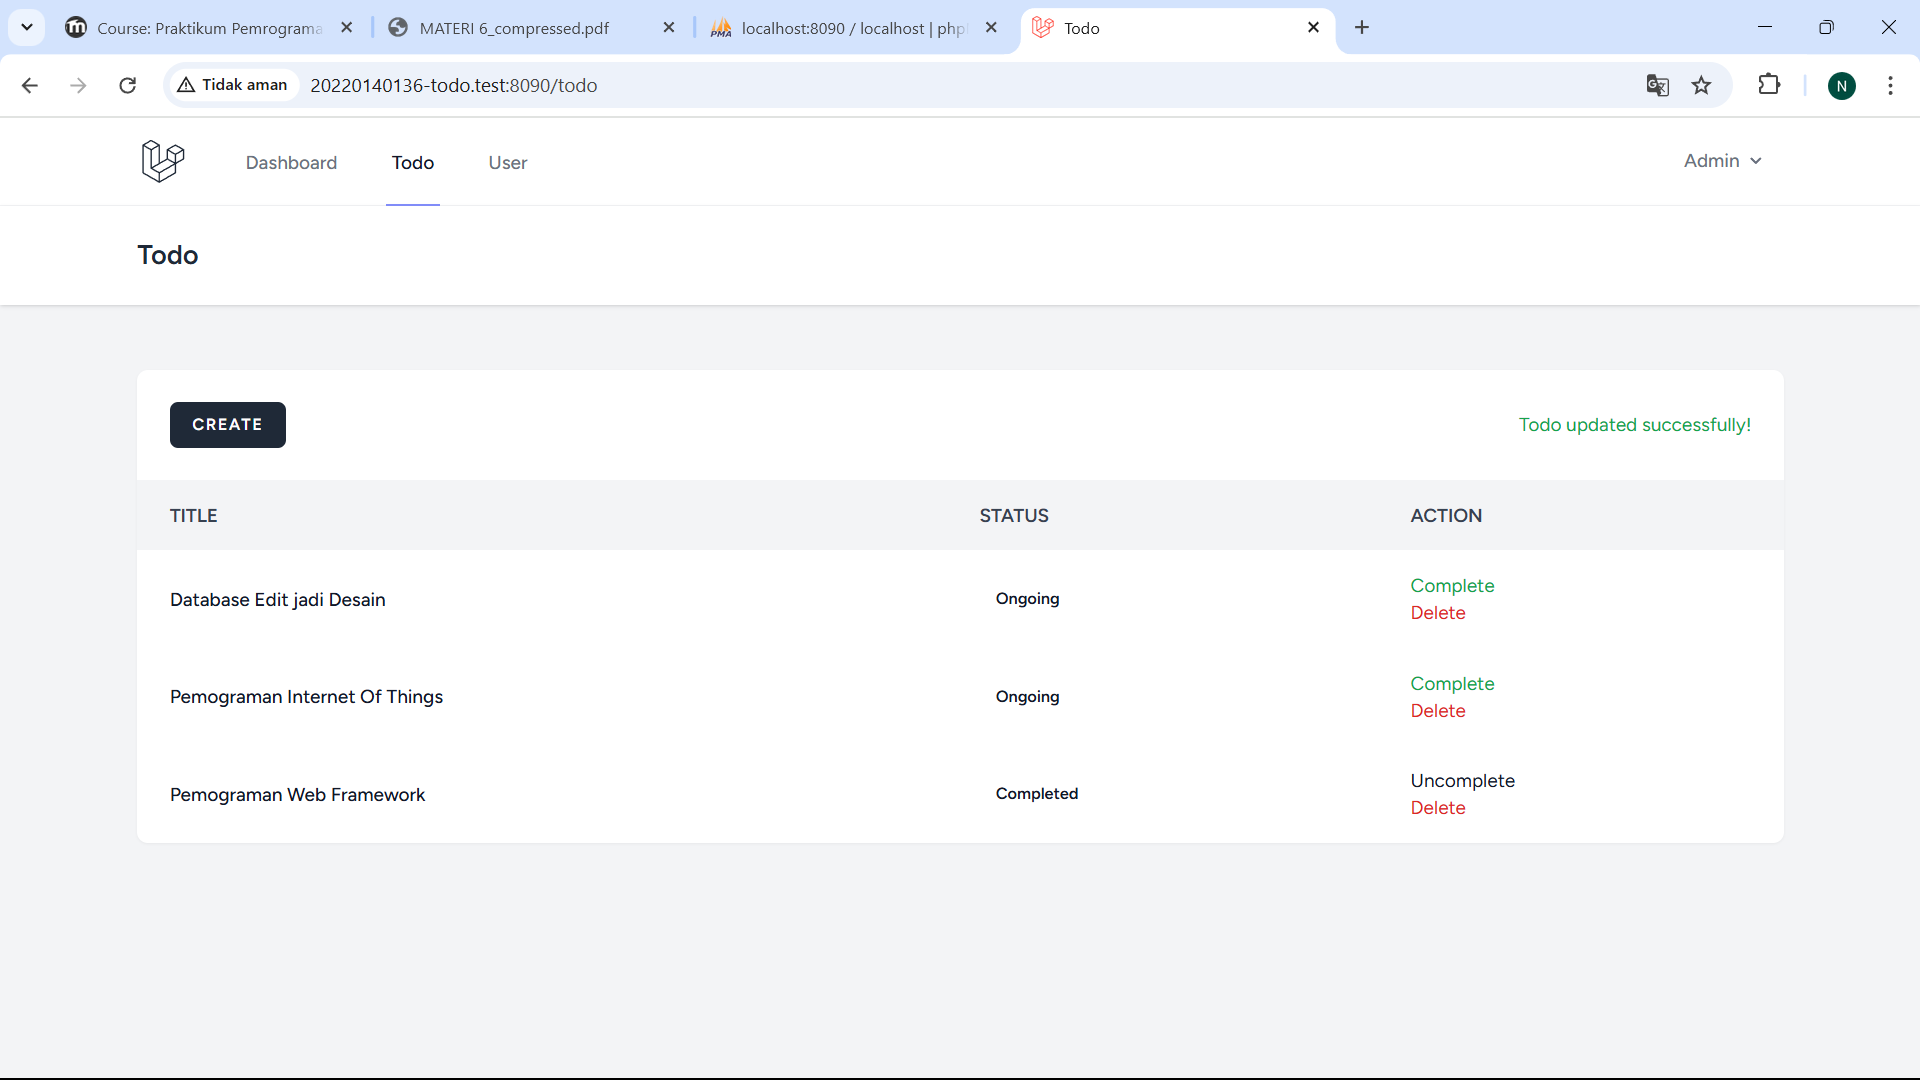 Course: Praktikum Pemrograma
MATERI 6_compressed.pdf
localhost:8090 / localhost | php
Todo
Tidak aman
20220140136-todo.test:8090/todo
N
Dashboard
Todo
User
Admin
Todo
CREATE
Todo updated successfully!
TITLE
STATUS
ACTION
Database Edit jadi Desain
Ongoing
Complete
Delete
Pemograman Internet Of Things
Ongoing
Complete
Delete
Pemograman Web Framework
Completed
Uncomplete
Delete